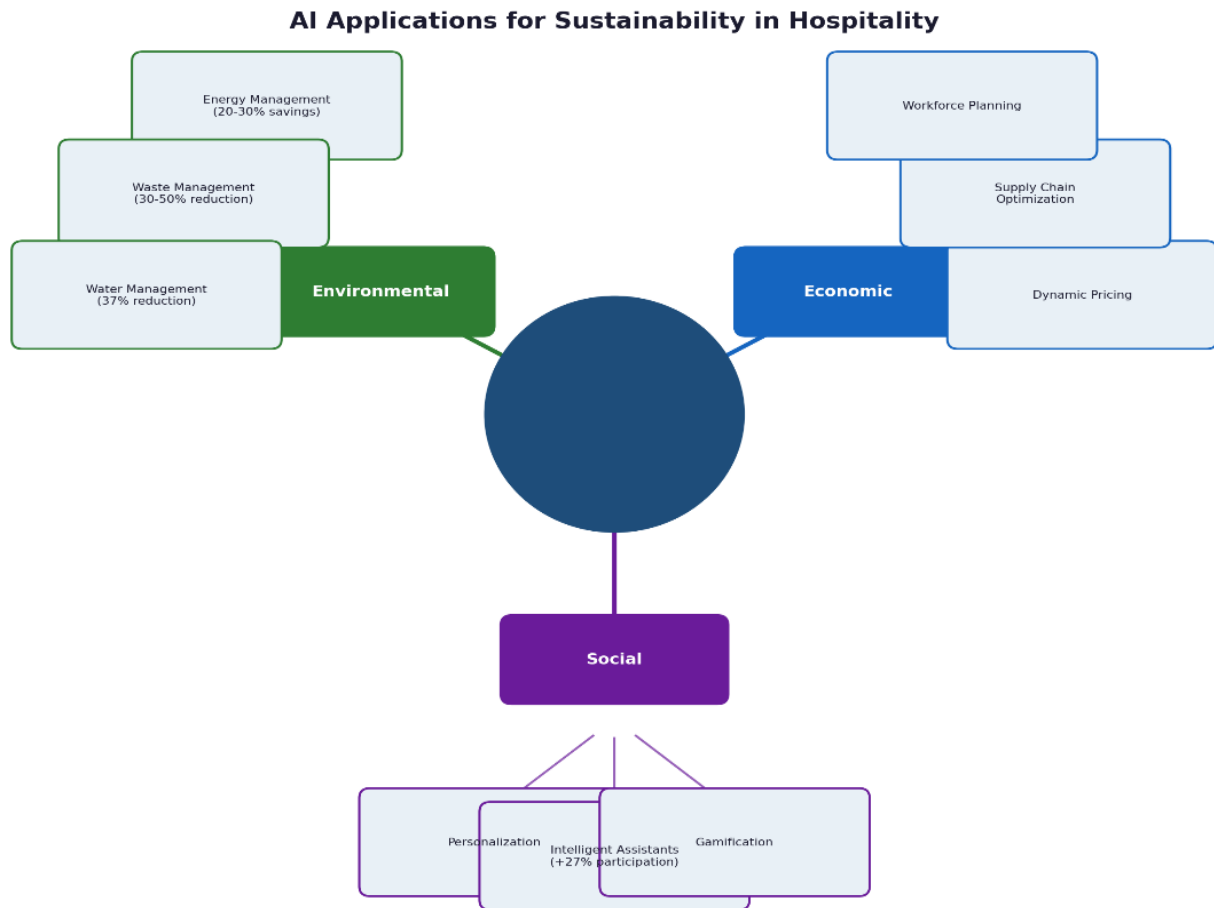 AI Applications for Sustainability in Hospitality
Energy Management
(20-30% savings)
Waste Management
(30-50% reduction)
Water Management
(37% reduction)
Environmental
Workforce Planning
Supply Chain
Optimization
Economic
Dynamic Pricing
Social
Personalization
Intelligent Assistants
(+27% participation)
Gamification